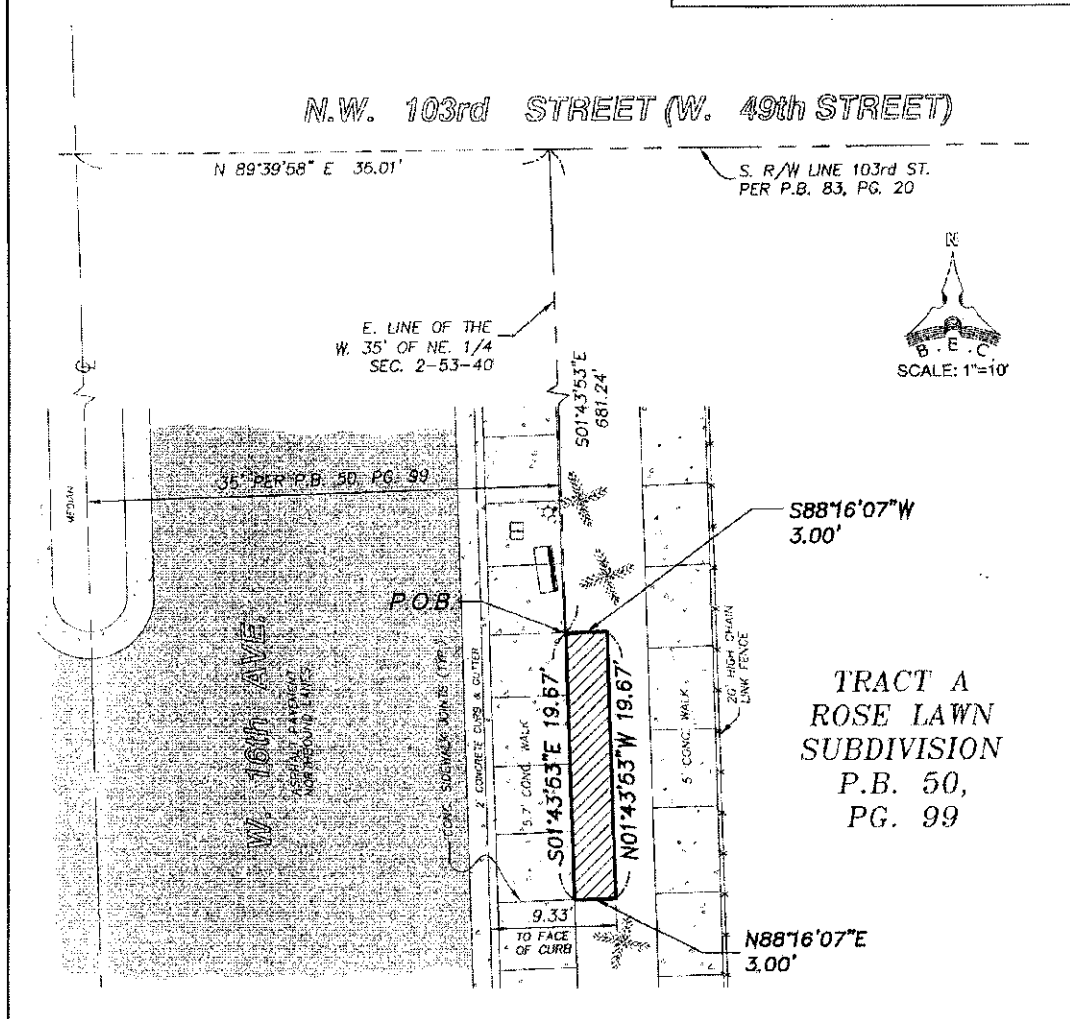 N.W. 103rd STREET (W. 49th STREET)
N 89°39'58" E 35.01'
S. R/W LINE 103rd ST.
PER P.B. 83, PG. 20
N
B.E.C.
SCALE: 1"=10'
E. LINE OF THE
W. 35' OF NE. 1/4
SEC. 2-53-40
S01°43'53"E
681.24'
35' PER P.B. 50, PG. 99
MEDIAN
S88°16'07"W
3.00'
P.O.B.
W. 16th AVE.
ASPHALT PAVEMENT
NORTHBOUND LANES
CONC. SIDEWALK JOINTS (TYP.)
2' CONCRETE CURB & GUTTER
5.7' CONC. WALK
S01°43'53"E 19.67'
N01°43'53"W 19.67'
5' CONC. WALK
20' HIGH CHAIN
LINK FENCE
TRACT A
ROSE LAWN
SUBDIVISION
P.B. 50,
PG. 99
9.33'
TO FACE
OF CURB
N88°16'07"E
3.00'